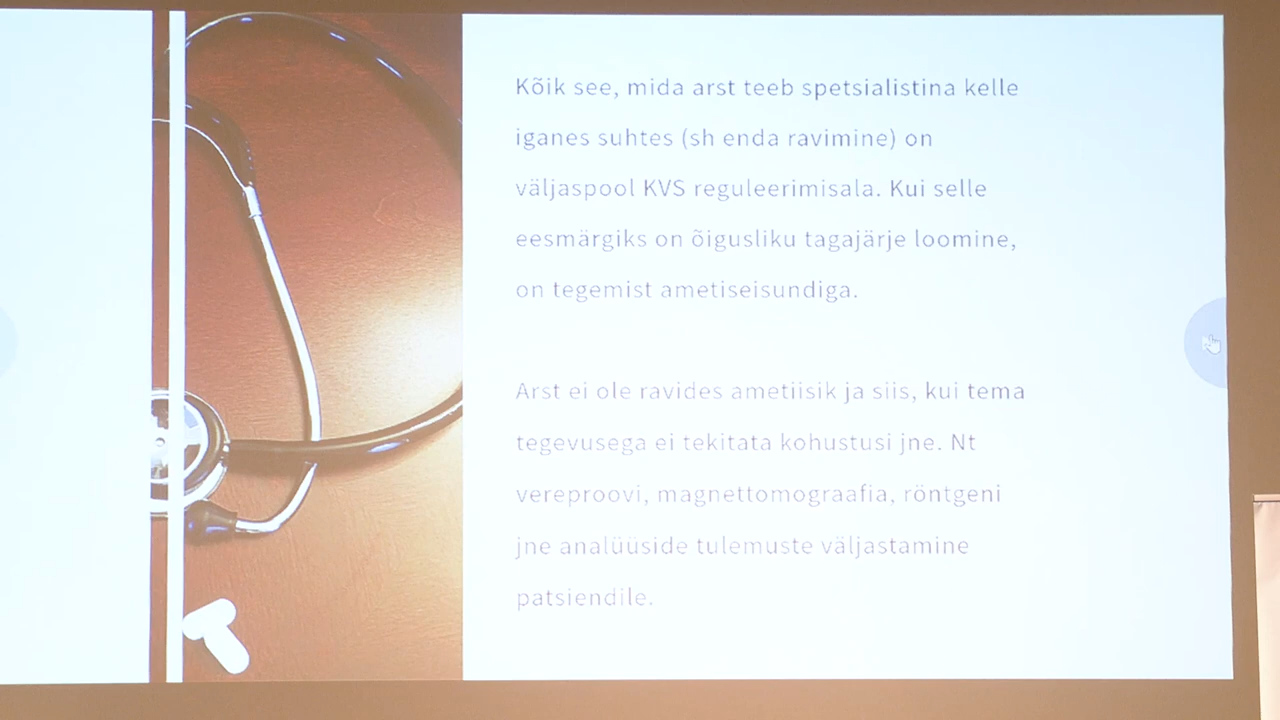 Kõik see, mida arst teeb spetsialistina kelle
iganes suhtes (sh enda ravimine) on
väljaspool KVS reguleerimisala. Kui selle
eesmärgiks on õigusliku tagajärje loomine,
on tegemist ametiseisundiga.
Arst ei ole ravides ametiisik ja siis, kui tema
tegevusega ei tekitata kohustusi jne. Nt
vereproovi, magnettomograafia, röntgeni
jne analüüside tulemuste väljastamine
patsiendile.